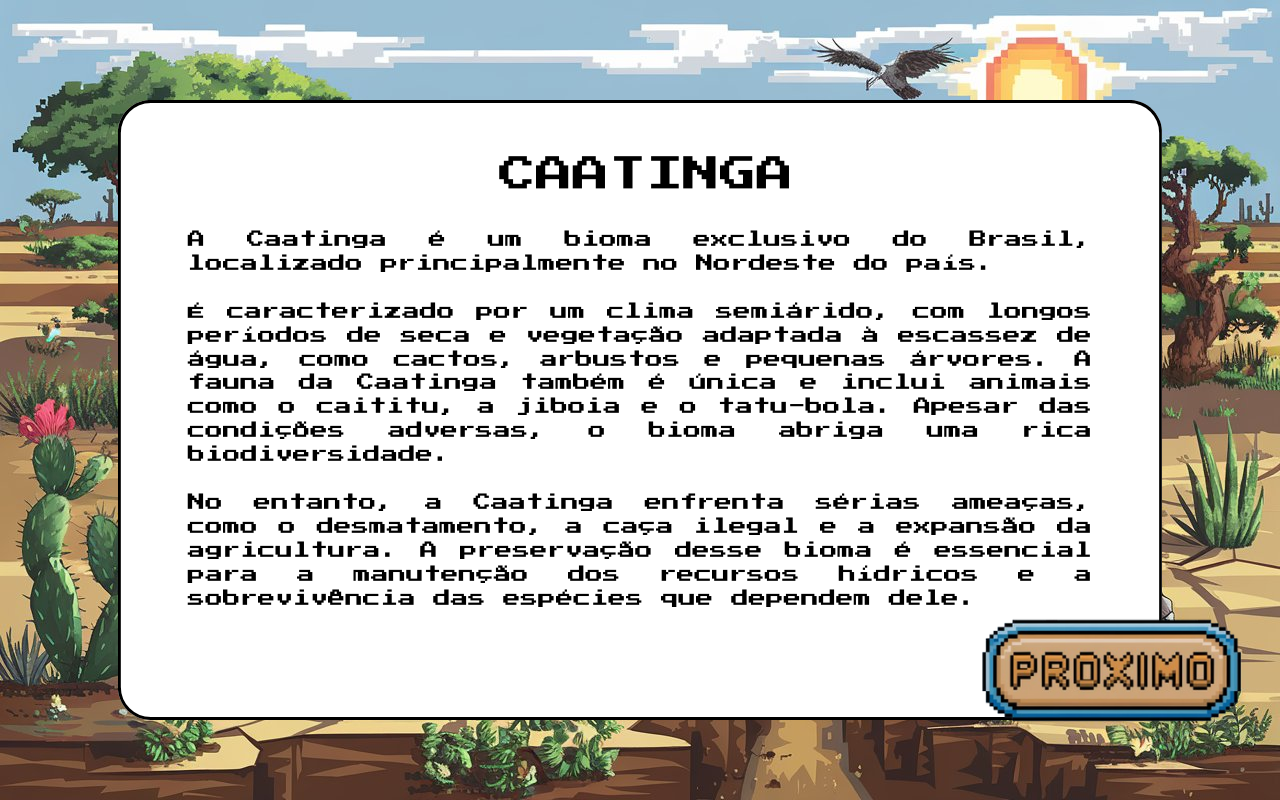 CAATINGA
A Caatinga é um bioma exclusivo do Brasil,
localizado principalmente no Nordeste do país.
É caracterizado por um clima semiárido, com longos
períodos de seca e vegetação adaptada à escassez de
água, como cactos, arbustos e pequenas árvores. A
fauna da Caatinga também é única e inclui animais
como o caititu, a jiboia e o tatu-bola. Apesar das
condições adversas, o bioma abriga uma rica
biodiversidade.
No entanto, a Caatinga enfrenta sérias ameaças,
como o desmatamento, a caça ilegal e a expansão da
agricultura. A preservação desse bioma é essencial
para a manutenção dos recursos hídricos e a
sobrevivência das espécies que dependem dele.
PROXIMO